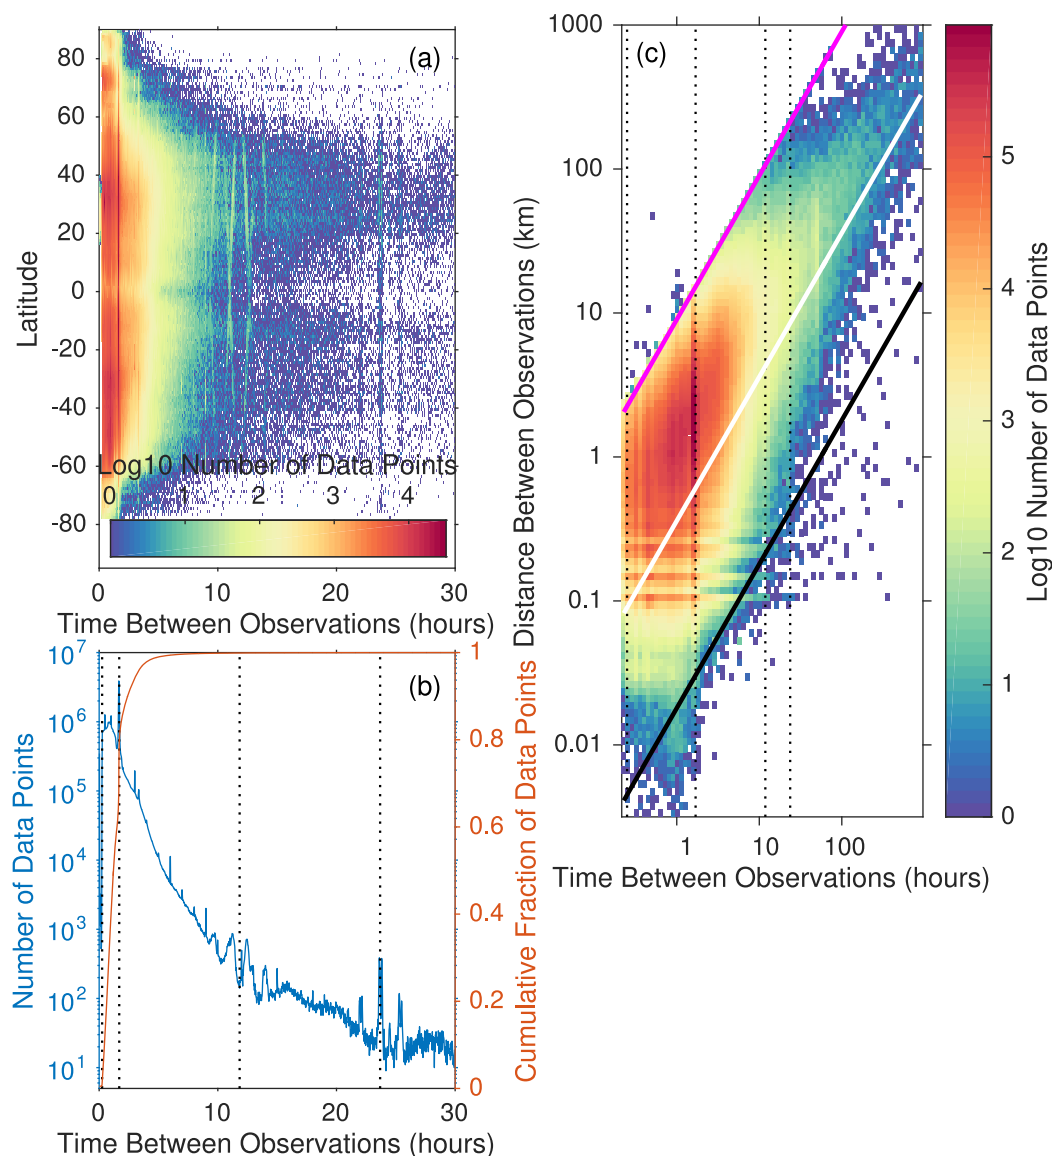 (a)
80
60
40
20
0
-20
-40
-60
-80
Latitude
Log10 Number of Data Points
0 1 2 3 4
0 10 20 30
Time Between Observations (hours)
(b)
10^7
10^6
10^5
10^4
10^3
10^2
10^1
Number of Data Points
1
0.8
0.6
0.4
0.2
0
Cumulative Fraction of Data Points
0 10 20 30
Time Between Observations (hours)
(c)
1000
100
10
1
0.1
0.01
Distance Between Observations (km)
1 10 100
Time Between Observations (hours)
5
4
3
2
1
0
Log10 Number of Data Points